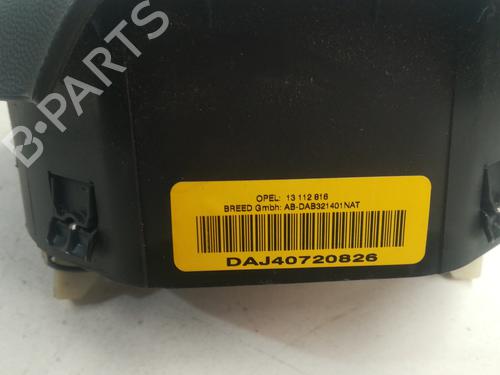 B-PARTS
OPEL: 13 112 816
BREED Gmbh: AB-DAB321401NAT
DAJ40720826